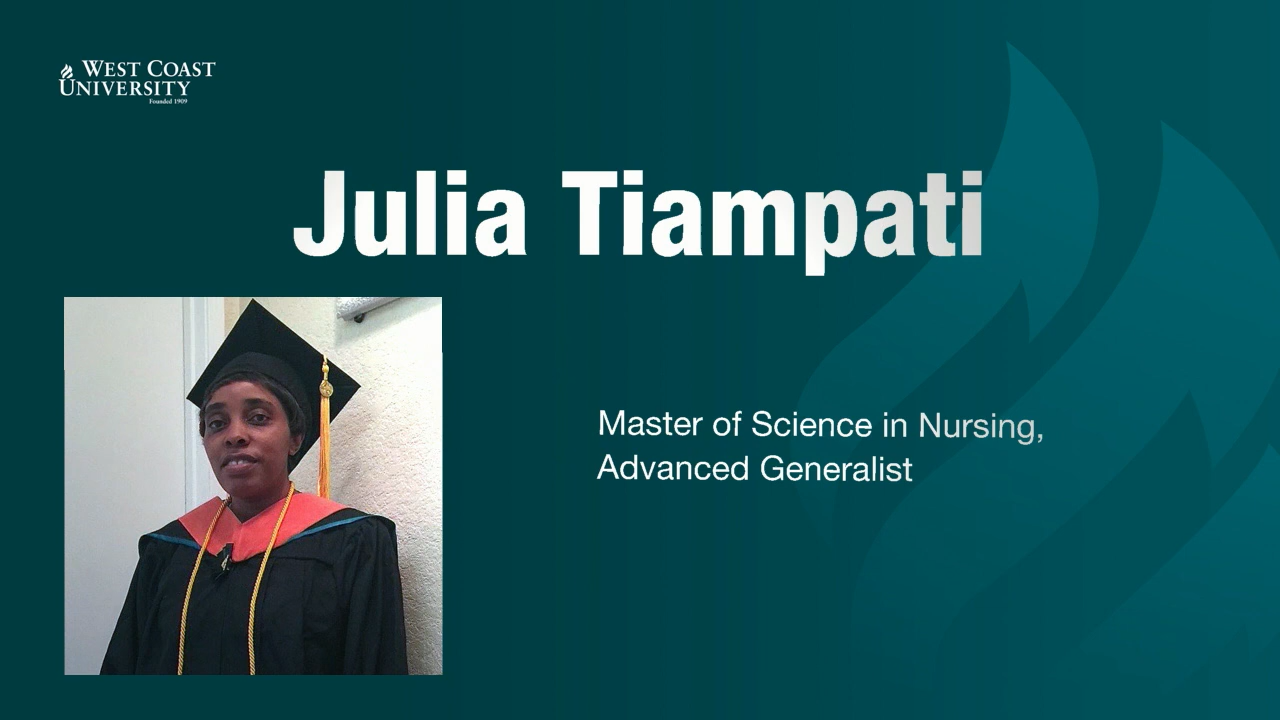 WEST COAST
UNIVERSITY
Founded 1909
Julia Tiampati
Master of Science in Nursing,
Advanced Generalist